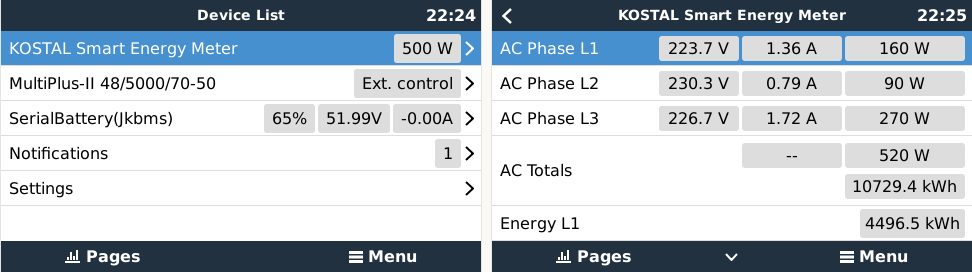 Device List 22:24
KOSTAL Smart Energy Meter 500 W
MultiPlus-II 48/5000/70-50 Ext. control
SerialBattery(Jkbms) 65% 51.99V -0.00A
Notifications 1
Settings
Pages Menu
KOSTAL Smart Energy Meter 22:25
AC Phase L1 223.7 V 1.36 A 160 W
AC Phase L2 230.3 V 0.79 A 90 W
AC Phase L3 226.7 V 1.72 A 270 W
AC Totals -- 520 W
10729.4 kWh
Energy L1 4496.5 kWh
Pages Menu